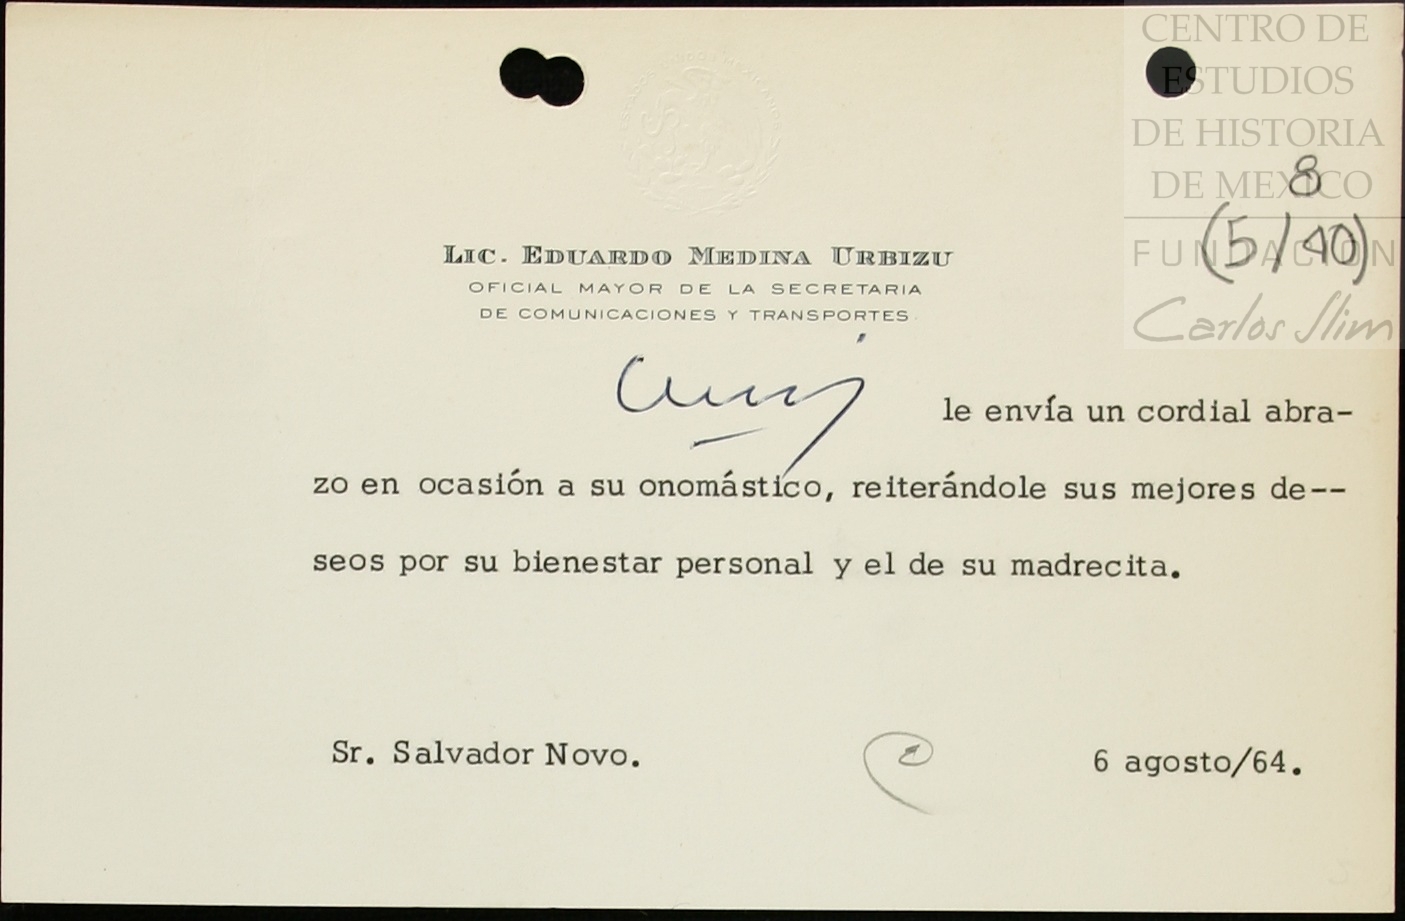 CENTRO DE
ESTUDIOS
DE HISTORIA
DE MEXICO
FUNDACIÓN
Carlos Slim
8
(5/40)
LIC. EDUARDO MEDINA URBIZU
OFICIAL MAYOR DE LA SECRETARIA
DE COMUNICACIONES Y TRANSPORTES
le envía un cordial abra-
zo en ocasión a su onomástico, reiterándole sus mejores de--
seos por su bienestar personal y el de su madrecita.
Sr. Salvador Novo.
6 agosto/64.